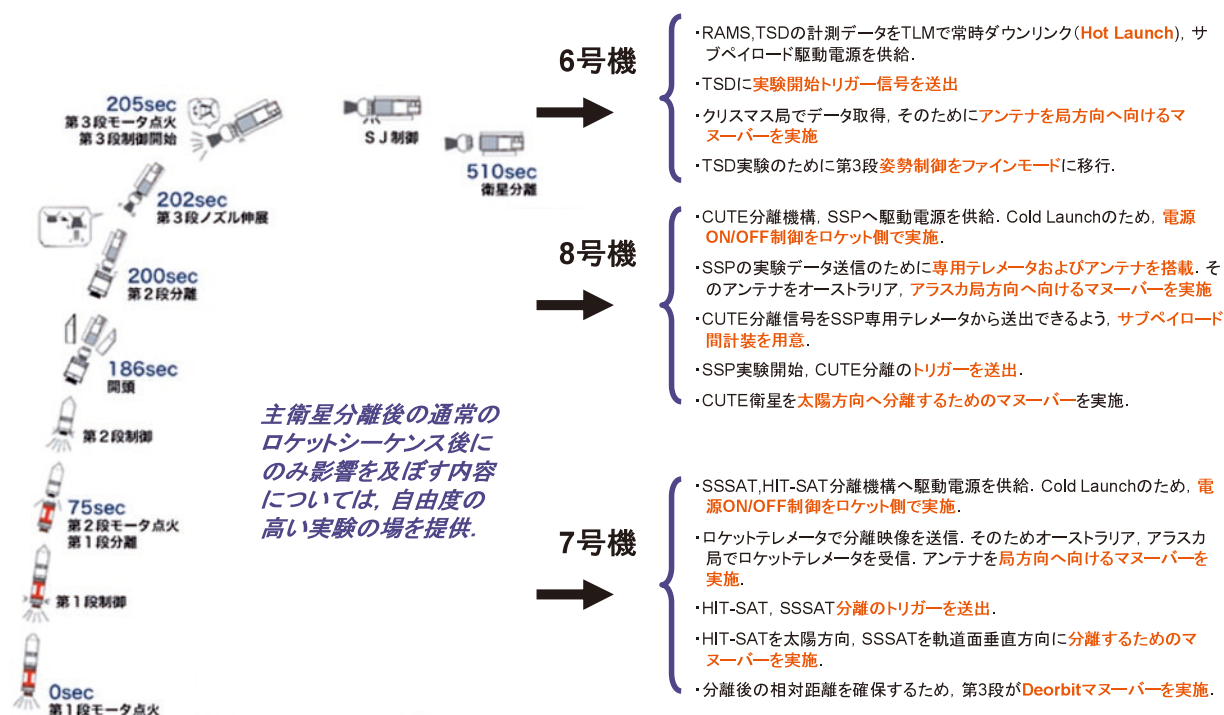 6号機
・RAMS,TSDの計測データをTLMで常時ダウンリンク(Hot Launch), サ
ブペイロード駆動電源を供給.
・TSDに実験開始トリガー信号を送出
・クリスマス局でデータ取得, そのためにアンテナを局方向へ向けるマ
ヌーバーを実施
・TSD実験のために第3段姿勢制御をファインモードに移行.
8号機
・CUTE分離機構, SSPへ駆動電源を供給. Cold Launchのため, 電源
ON/OFF制御をロケット側で実施.
・SSPの実験データ送信のために専用テレメータおよびアンテナを搭載. そ
のアンテナをオーストラリア, アラスカ局方向へ向けるマヌーバーを実施
・CUTE分離信号をSSP専用テレメータから送出できるよう, サブペイロード
間計装を用意.
・SSP実験開始, CUTE分離のトリガーを送出.
・CUTE衛星を太陽方向へ分離するためのマヌーバーを実施.
7号機
・SSSAT,HIT-SAT分離機構へ駆動電源を供給. Cold Launchのため, 電
源ON/OFF制御をロケット側で実施.
・ロケットテレメータで分離映像を送信. そのためオーストラリア, アラスカ
局でロケットテレメータを受信. アンテナを局方向へ向けるマヌーバーを
実施.
・HIT-SAT, SSSAT分離のトリガーを送出.
・HIT-SATを太陽方向, SSSATを軌道面垂直方向に分離するためのマ
ヌーバーを実施.
・分離後の相対距離を確保するため, 第3段がDeorbitマヌーバーを実施.
205sec
第3段モータ点火
第3段制御開始
SJ制御
510sec
衛星分離
202sec
第3段ノズル伸展
200sec
第2段分離
186sec
開頭
第2段制御
75sec
第2段モータ点火
第1段分離
第1段制御
0sec
第1段モータ点火
主衛星分離後の通常の
ロケットシーケンス後に
のみ影響を及ぼす内容
については, 自由度の
高い実験の場を提供.